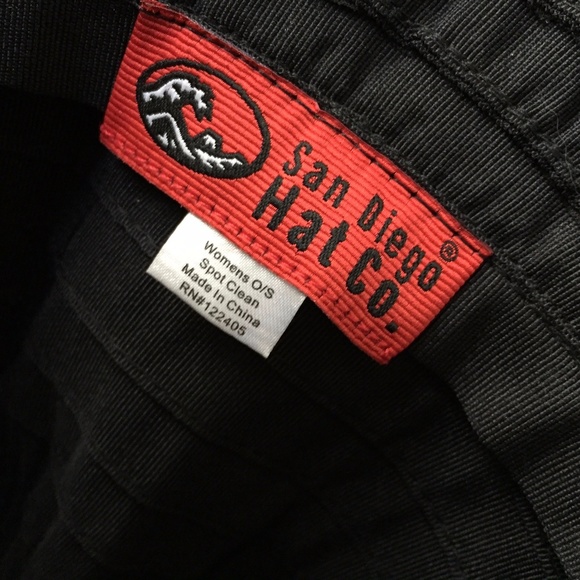 San Diego
Hat Co.®
Womens O/S
Spot Clean
Made In China
RN#122405